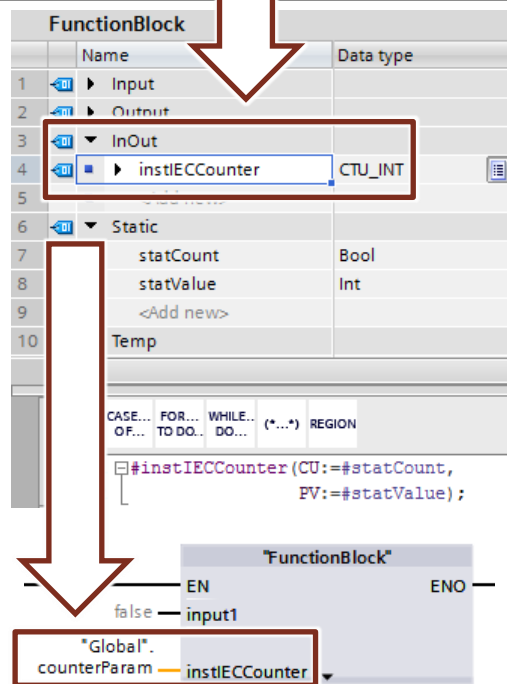 FunctionBlock
Name Data type
1 Input
2 Output
3 InOut
4 instIECCounter CTU_INT
5 <Add new>
6 Static
7 statCount Bool
8 statValue Int
9 <Add new>
10 Temp
CASE... FOR... WHILE.. (*...*) REGION
OF... TO DO.. DO...
#instIECCounter(CU:=#statCount,
PV:=#statValue);
"FunctionBlock"
EN ENO
false input1
"Global".
counterParam instIECCounter